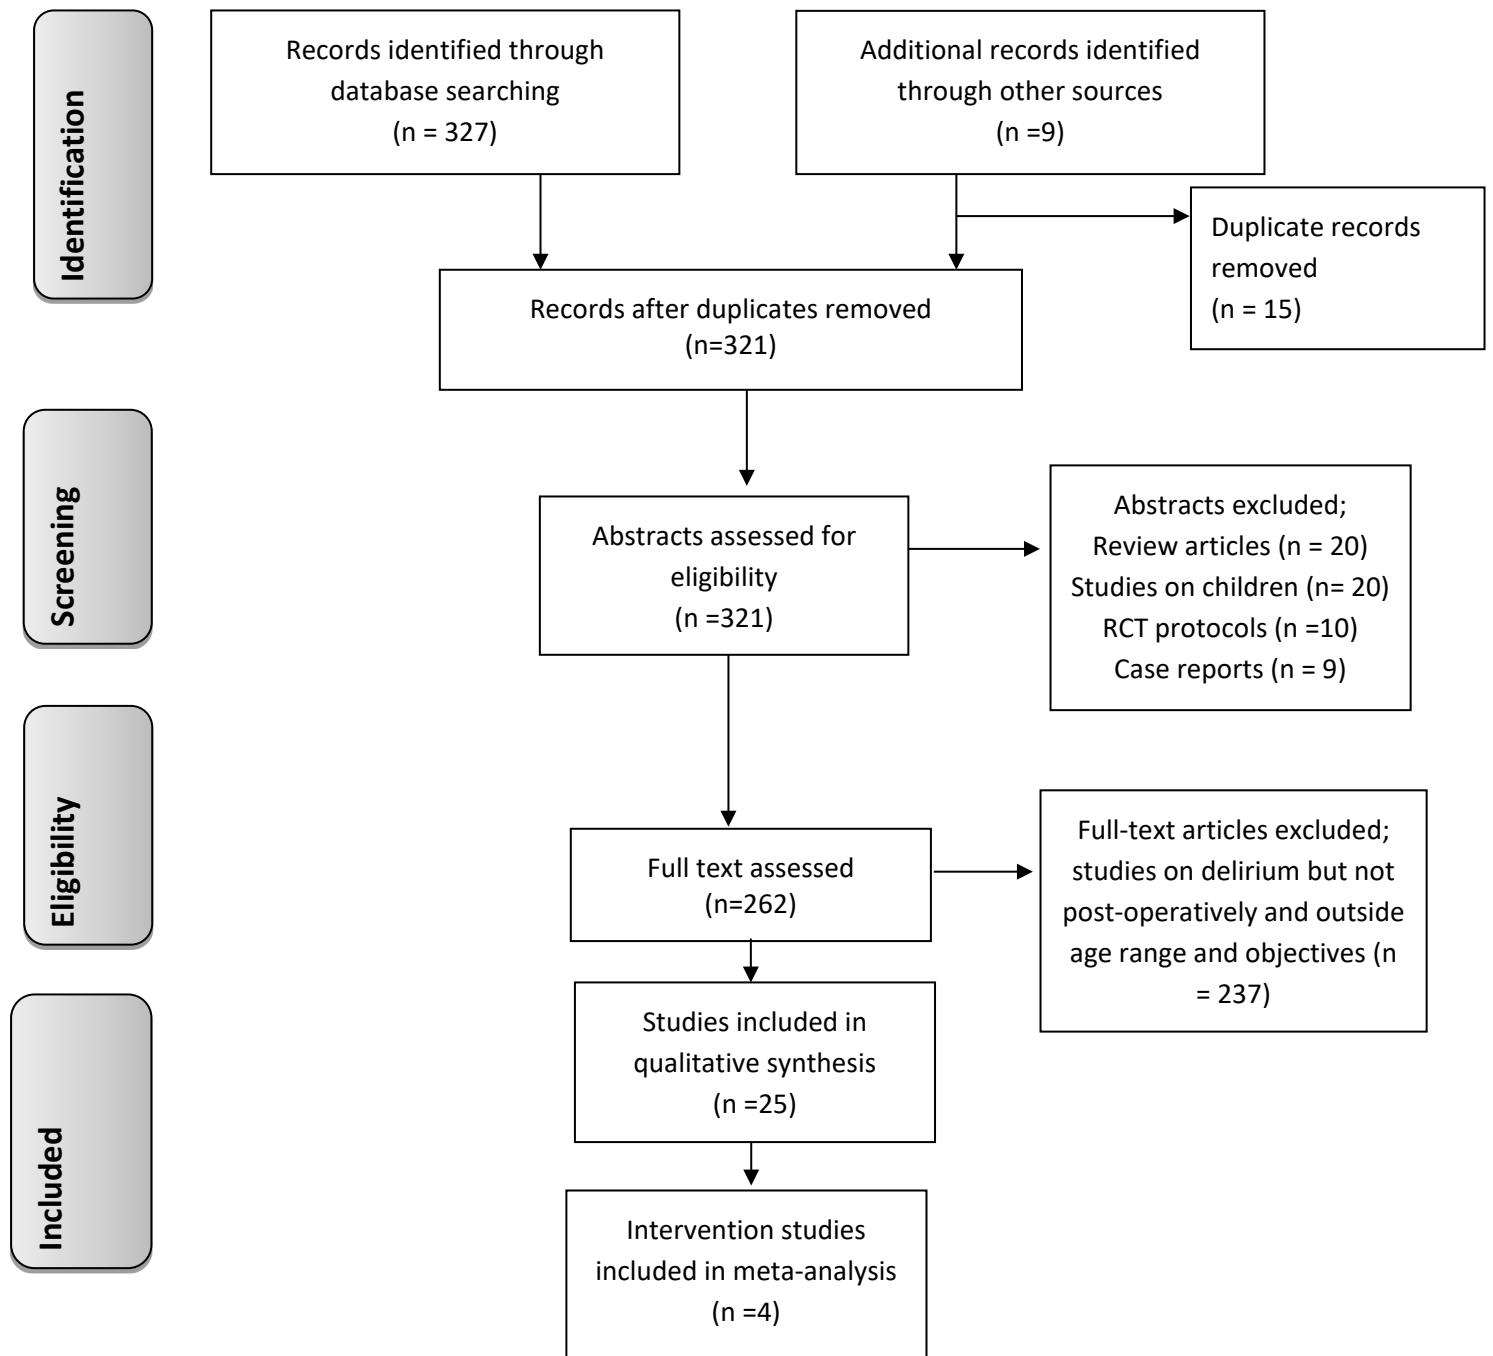 Identification
Records identified through
database searching
(n = 327)
Additional records identified
through other sources
(n =9)
Duplicate records
removed
(n = 15)
Records after duplicates removed
(n=321)
Screening
Abstracts assessed for
eligibility
(n =321)
Abstracts excluded;
Review articles (n = 20)
Studies on children (n= 20)
RCT protocols (n =10)
Case reports (n = 9)
Eligibility
Full text assessed
(n=262)
Full-text articles excluded;
studies on delirium but not
post-operatively and outside
age range and objectives (n
= 237)
Included
Studies included in
qualitative synthesis
(n =25)
Intervention studies
included in meta-analysis
(n =4)